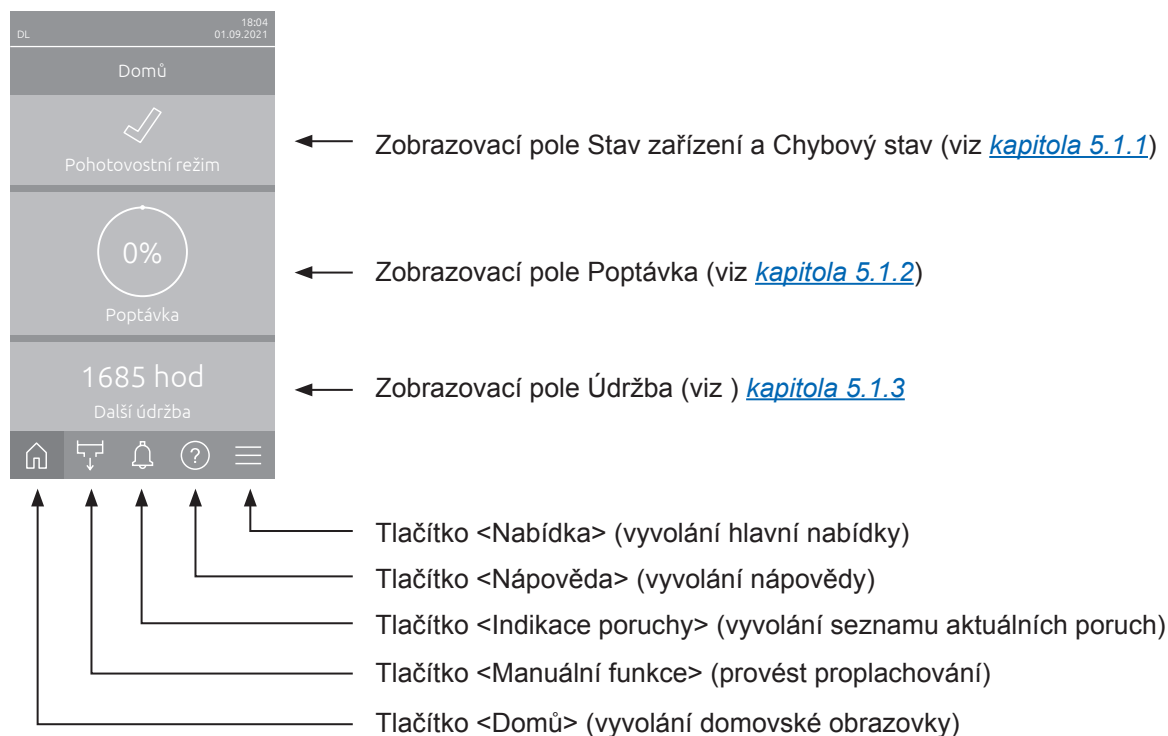 18:04
DL 01.09.2021
Domů
Pohotovostní režim
Zobrazovací pole Stav zařízení a Chybový stav (viz kapitola 5.1.1)
0%
Poptávka
Zobrazovací pole Poptávka (viz kapitola 5.1.2)
1685 hod
Další údržba
Zobrazovací pole Údržba (viz ) kapitola 5.1.3
?
Tlačítko <Nabídka> (vyvolání hlavní nabídky)
Tlačítko <Nápověda> (vyvolání nápovědy)
Tlačítko <Indikace poruchy> (vyvolání seznamu aktuálních poruch)
Tlačítko <Manuální funkce> (provést proplachování)
Tlačítko <Domů> (vyvolání domovské obrazovky)